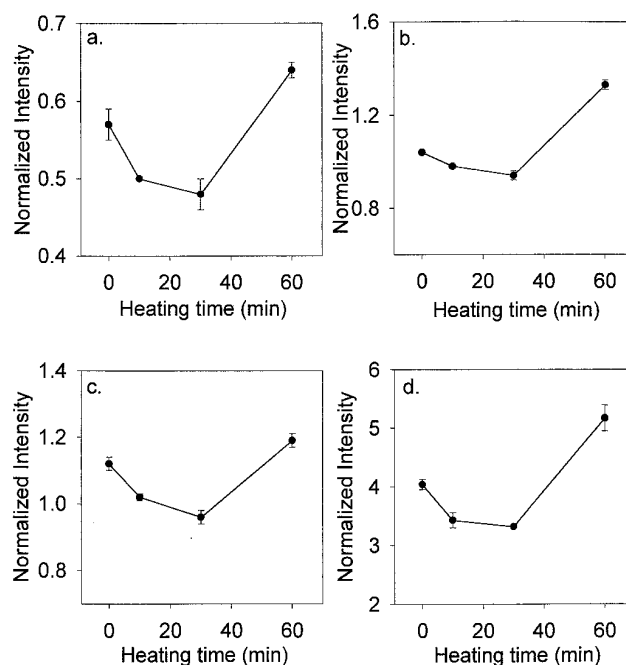 a.
Normalized Intensity
0.7
0.6
0.5
0.4
0 20 40 60
Heating time (min)
b.
Normalized Intensity
1.6
1.2
0.8
0 20 40 60
Heating time (min)
c.
Normalized Intensity
1.4
1.2
1.0
0.8
0 20 40 60
Heating time (min)
d.
Normalized Intensity
6
5
4
3
2
0 20 40 60
Heating time (min)